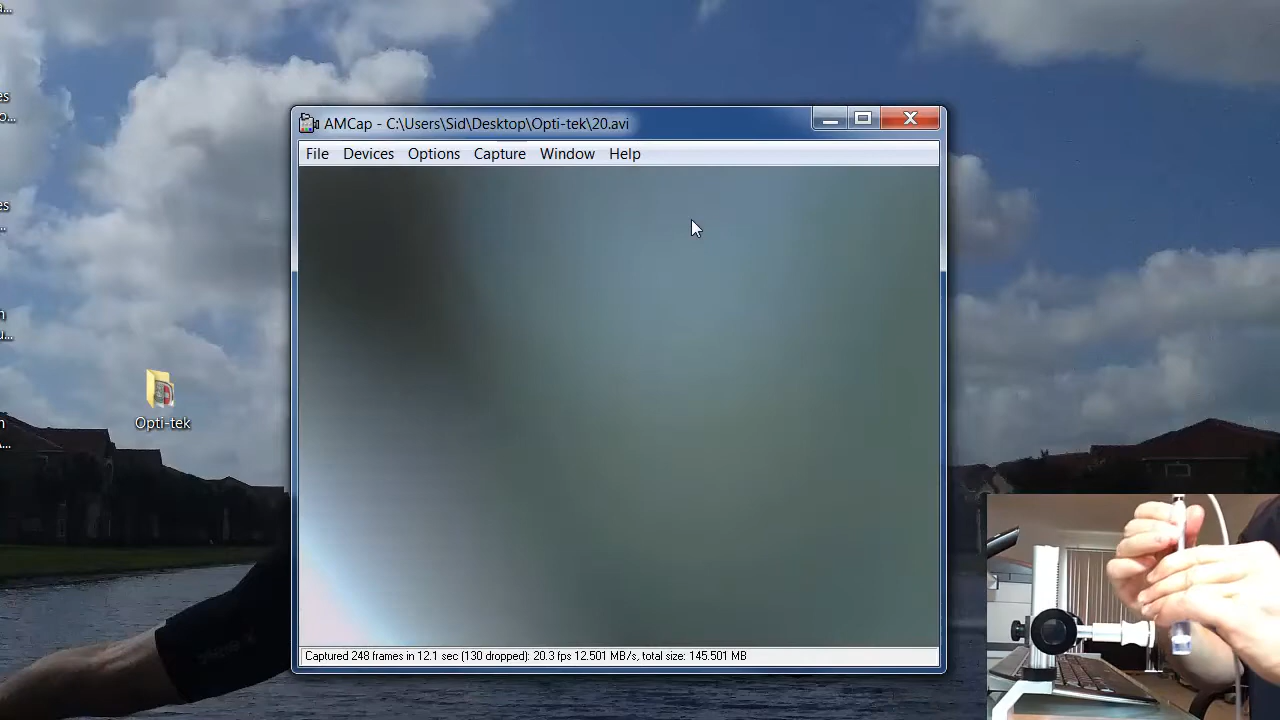 AMCap - C:\Users\Sid\Desktop\Opti-tek\20.avi
File Devices Options Capture Window Help
Opti-tek
Captured 248 frames in 12.1 sec (130 dropped): 20.3 fps 12.501 MB/s, total size: 145.501 MB